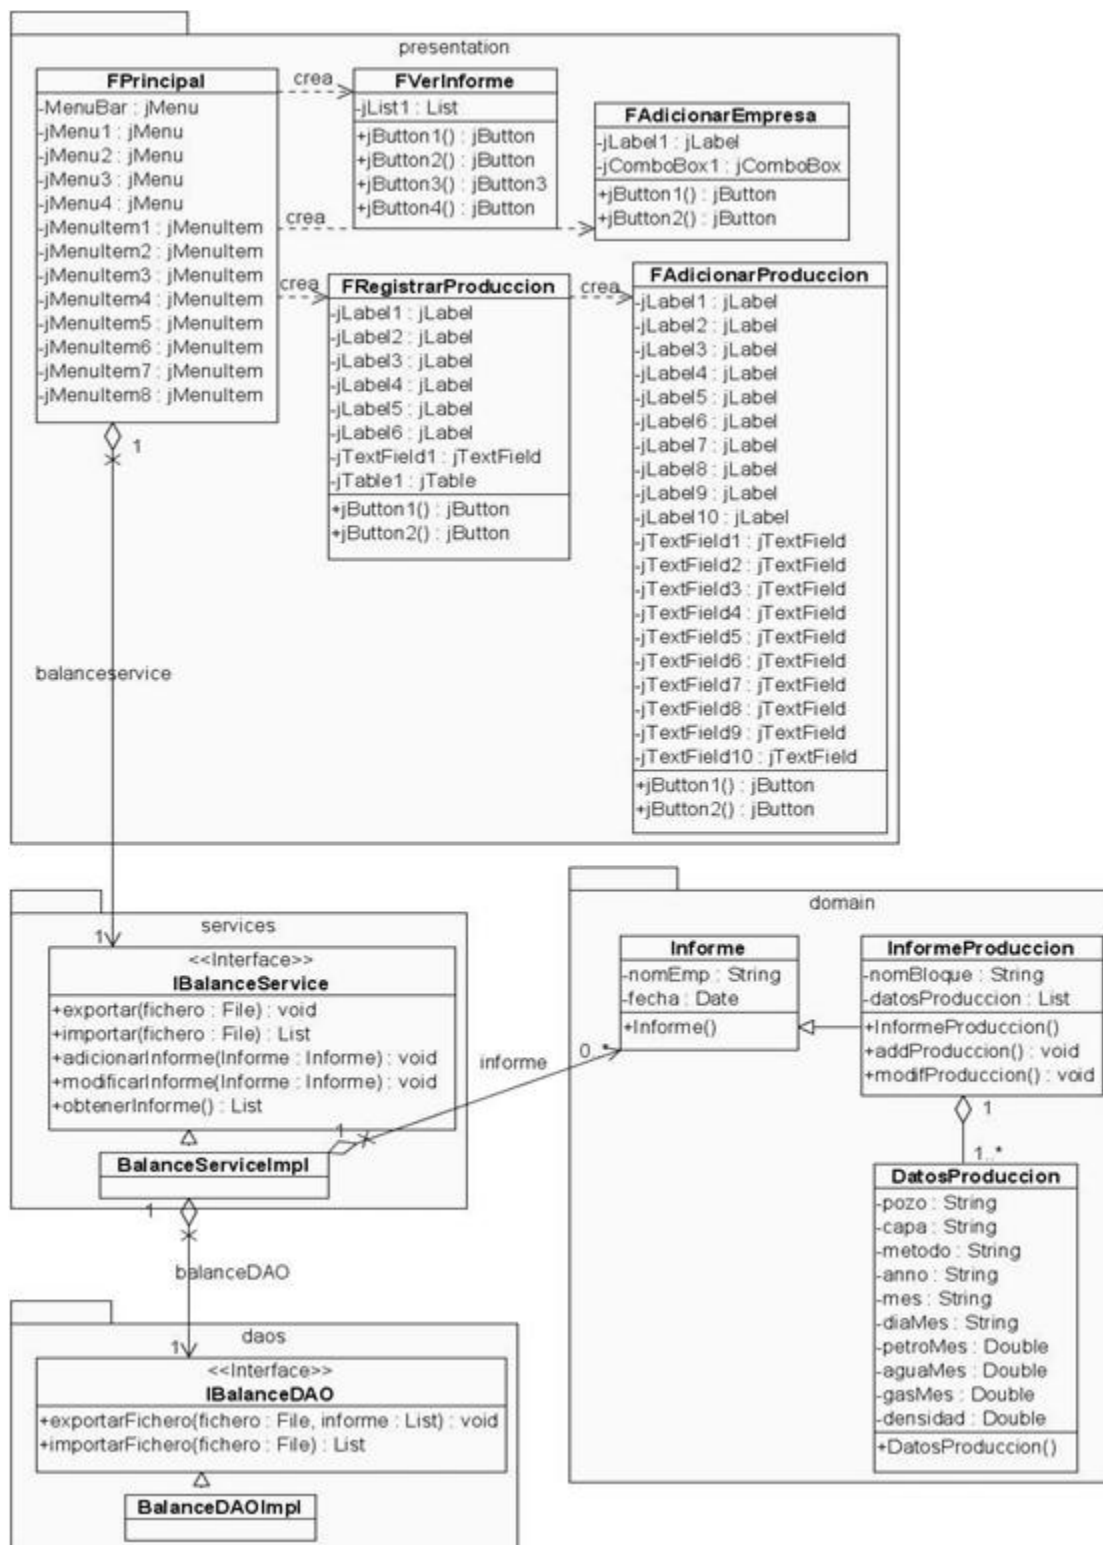 presentation
FPrincipal
-MenuBar : jMenu
-jMenu1 : jMenu
-jMenu2 : jMenu
-jMenu3 : jMenu
-jMenu4 : jMenu
-jMenuItem1 : jMenuItem
-jMenuItem2 : jMenuItem
-jMenuItem3 : jMenuItem
-jMenuItem4 : jMenuItem
-jMenuItem5 : jMenuItem
-jMenuItem6 : jMenuItem
-jMenuItem7 : jMenuItem
-jMenuItem8 : jMenuItem
crea
FVerInforme
-jList1 : List
+jButton1() : jButton
+jButton2() : jButton
+jButton3() : jButton3
+jButton4() : jButton
crea
FAdicionarEmpresa
-jLabel1 : jLabel
-jComboBox1 : jComboBox
+jButton1() : jButton
+jButton2() : jButton
crea
FRegistrarProduccion
-jLabel1 : jLabel
-jLabel2 : jLabel
-jLabel3 : jLabel
-jLabel4 : jLabel
-jLabel5 : jLabel
-jLabel6 : jLabel
-jTextField1 : jTextField
-jTable1 : jTable
+jButton1() : jButton
+jButton2() : jButton
crea
FAdicionarProduccion
-jLabel1 : jLabel
-jLabel2 : jLabel
-jLabel3 : jLabel
-jLabel4 : jLabel
-jLabel5 : jLabel
-jLabel6 : jLabel
-jLabel7 : jLabel
-jLabel8 : jLabel
-jLabel9 : jLabel
-jLabel10 : jLabel
-jTextField1 : jTextField
-jTextField2 : jTextField
-jTextField3 : jTextField
-jTextField4 : jTextField
-jTextField5 : jTextField
-jTextField6 : jTextField
-jTextField7 : jTextField
-jTextField8 : jTextField
-jTextField9 : jTextField
-jTextField10 : jTextField
+jButton1() : jButton
+jButton2() : jButton
1
balanceservice
1
services
<<Interface>>
IBalanceService
+exportar(fichero : File) : void
+importar(fichero : File) : List
+adicionarInforme(Informe : Informe) : void
+modificarInforme(Informe : Informe) : void
+obtenerInforme() : List
BalanceServiceImpl
1
informe
0..*
domain
Informe
-nomEmp : String
-fecha : Date
+Informe()
InformeProduccion
-nomBloque : String
-datosProduccion : List
+InformeProduccion()
+addProduccion() : void
+modifProduccion() : void
1
1..*
DatosProduccion
-pozo : String
-capa : String
-metodo : String
-anno : String
-mes : String
-diaMes : String
-petroMes : Double
-aguaMes : Double
-gasMes : Double
-densidad : Double
+DatosProduccion()
1
balanceDAO
1
daos
<<Interface>>
IBalanceDAO
+exportarFichero(fichero : File, informe : List) : void
+importarFichero(fichero : File) : List
BalanceDAOImpl